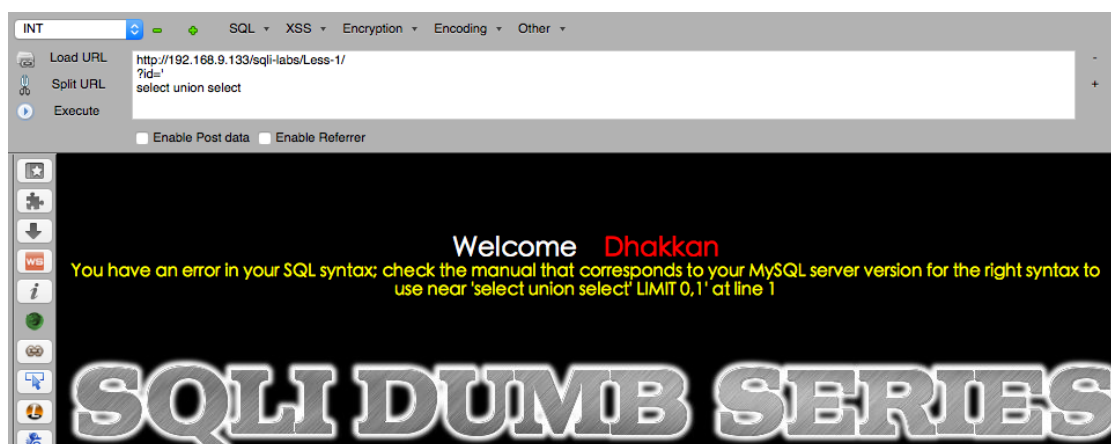 INT SQL XSS Encryption Encoding Other
Load URL http://192.168.9.133/sqli-labs/Less-1/
?id='
Split URL select union select
Execute
Enable Post data Enable Referrer
Welcome Dhakkan
You have an error in your SQL syntax; check the manual that corresponds to your MySQL server version for the right syntax to
use near 'select union select' LIMIT 0,1' at line 1
SQLI DUMB SERIES